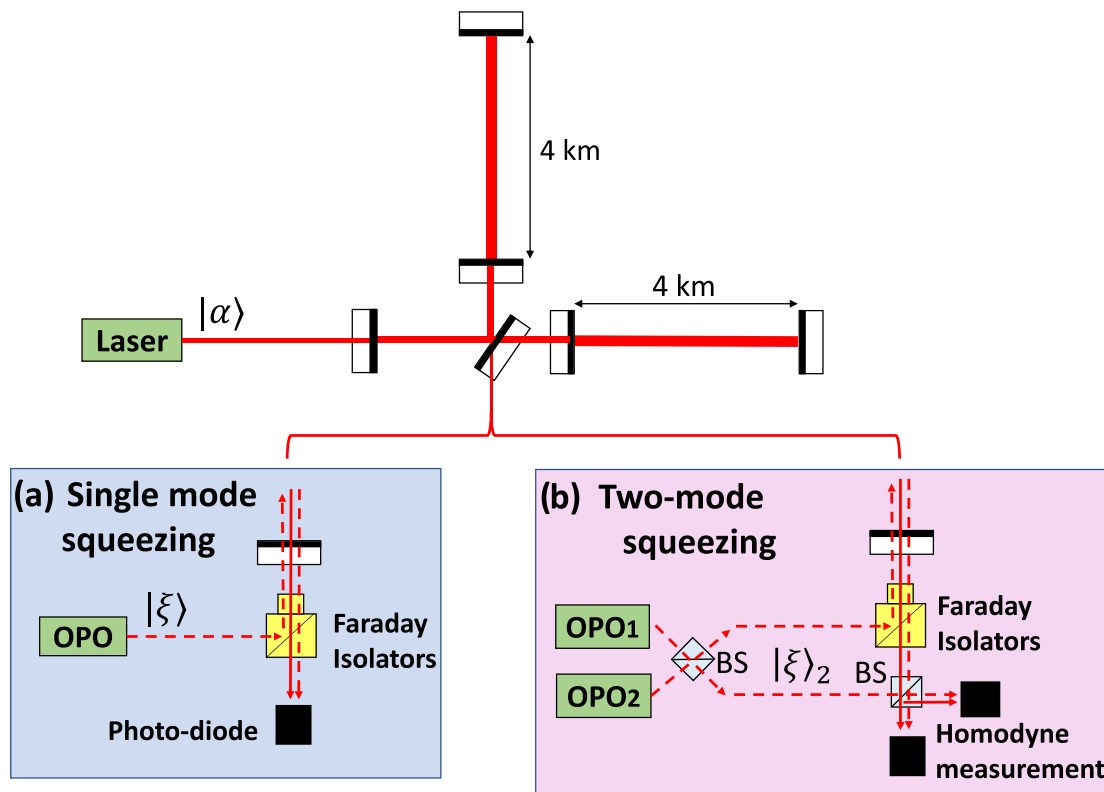 4 km
4 km
|α⟩
Laser
(a) Single mode
squeezing
|ξ⟩
OPO
Faraday
Isolators
Photo-diode
(b) Two-mode
squeezing
OPO1
OPO2
BS
|ξ⟩₂
BS
Faraday
Isolators
Homodyne
measurement